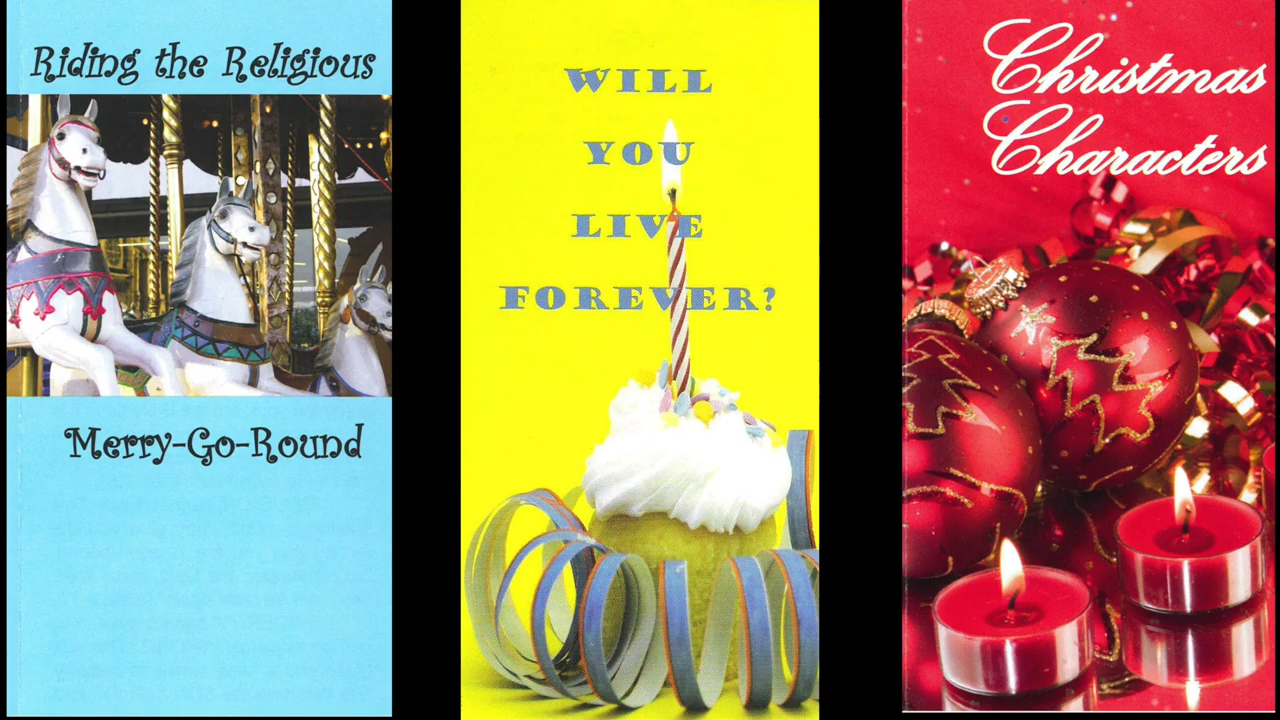 Riding the Religious
Merry-Go-Round
WILL
YOU
LIVE
FOREVER?
Christmas
Characters